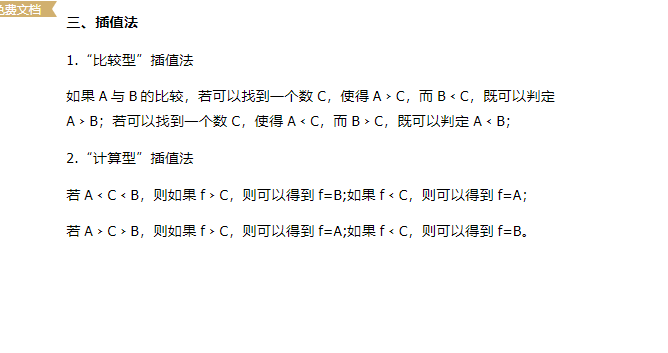 免费文档
三、插值法
1.“比较型”插值法
如果 A 与 B 的比较，若可以找到一个数 C，使得 A﹥C，而 B﹤C，既可以判定
A﹥B；若可以找到一个数 C，使得 A﹤C，而 B﹥C，既可以判定 A﹤B；
2.“计算型”插值法
若 A﹤C﹤B，则如果 f﹥C，则可以得到 f=B;如果 f﹤C，则可以得到 f=A；
若 A﹥C﹥B，则如果 f﹥C，则可以得到 f=A;如果 f﹤C，则可以得到 f=B。